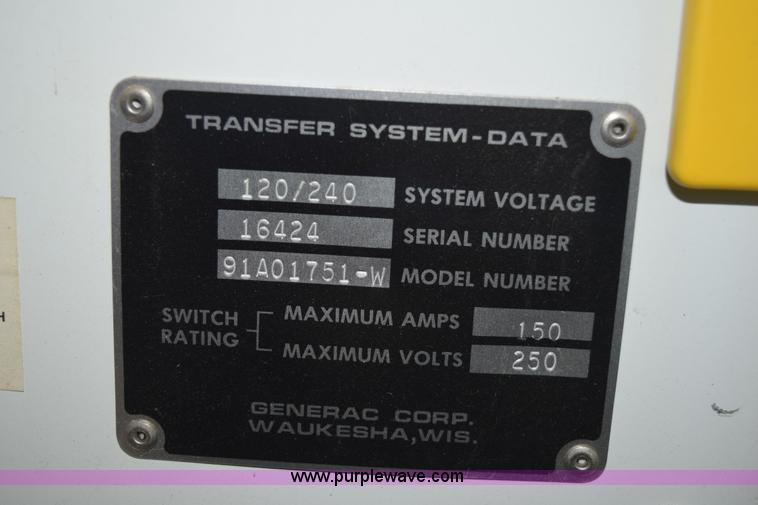 TRANSFER SYSTEM-DATA
120/240 SYSTEM VOLTAGE
16424 SERIAL NUMBER
91A01751-W MODEL NUMBER
SWITCH RATING
MAXIMUM AMPS 150
MAXIMUM VOLTS 250
GENERAC CORP.
WAUKESHA, WIS.
H
www.purplewave.com